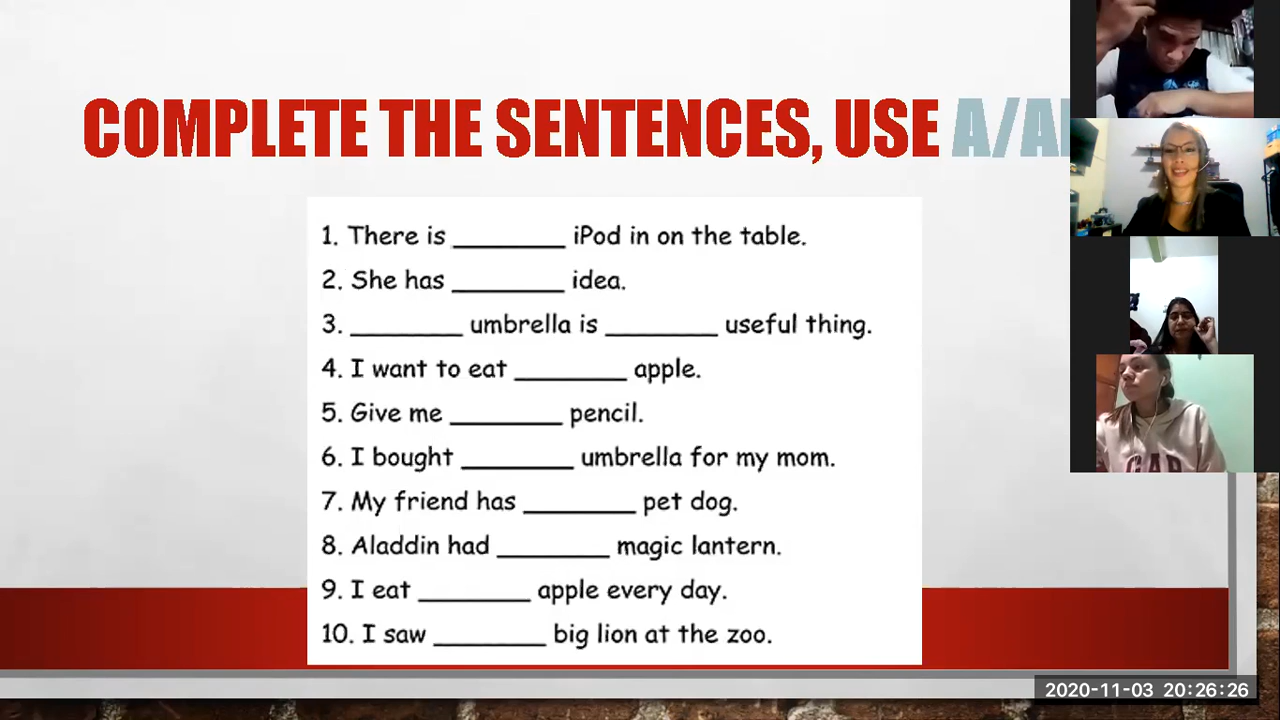 COMPLETE THE SENTENCES, USE A/A
1. There is ________ iPod in on the table.
2. She has ________ idea.
3. ________ umbrella is ________ useful thing.
4. I want to eat ________ apple.
5. Give me ________ pencil.
6. I bought ________ umbrella for my mom.
7. My friend has ________ pet dog.
8. Aladdin had ________ magic lantern.
9. I eat ________ apple every day.
10. I saw ________ big lion at the zoo.
GAP
2020-11-03 20:26:26